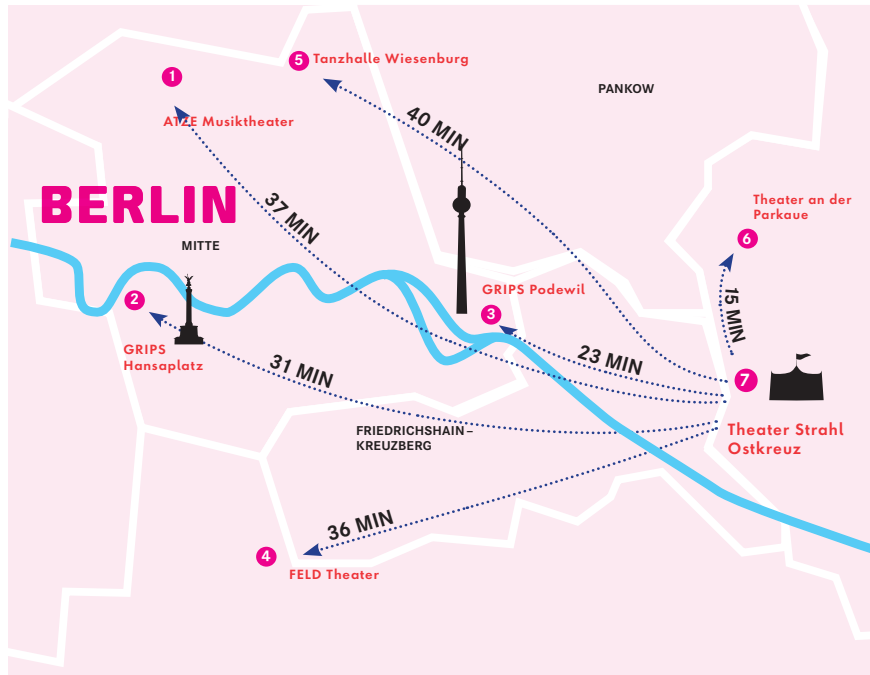 5 Tanzhalle Wiesenburg
1
PANKOW
40 MIN
ATZE Musiktheater
BERLIN
37 MIN
Theater an der
Parkaue
6
MITTE
GRIPS Podewil
2
3
15 MIN
GRIPS
Hansaplatz
31 MIN
23 MIN
7
Theater Strahl
Ostkreuz
FRIEDRICHSHAIN–
KREUZBERG
36 MIN
4
FELD Theater